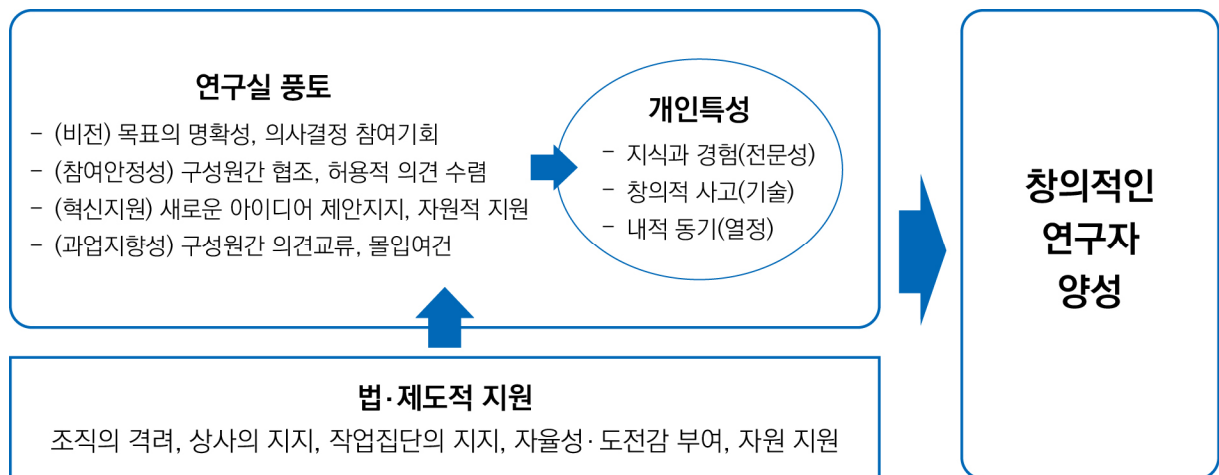 연구실 풍토
- (비전) 목표의 명확성, 의사결정 참여기회
- (참여안정성) 구성원간 협조, 허용적 의견 수렴
- (혁신지원) 새로운 아이디어 제안지지, 자원적 지원
- (과업지향성) 구성원간 의견교류, 몰입여건
개인특성
- 지식과 경험(전문성)
- 창의적 사고(기술)
- 내적 동기(열정)
법·제도적 지원
조직의 격려, 상사의 지지, 작업집단의 지지, 자율성·도전감 부여, 자원 지원
창의적인
연구자
양성